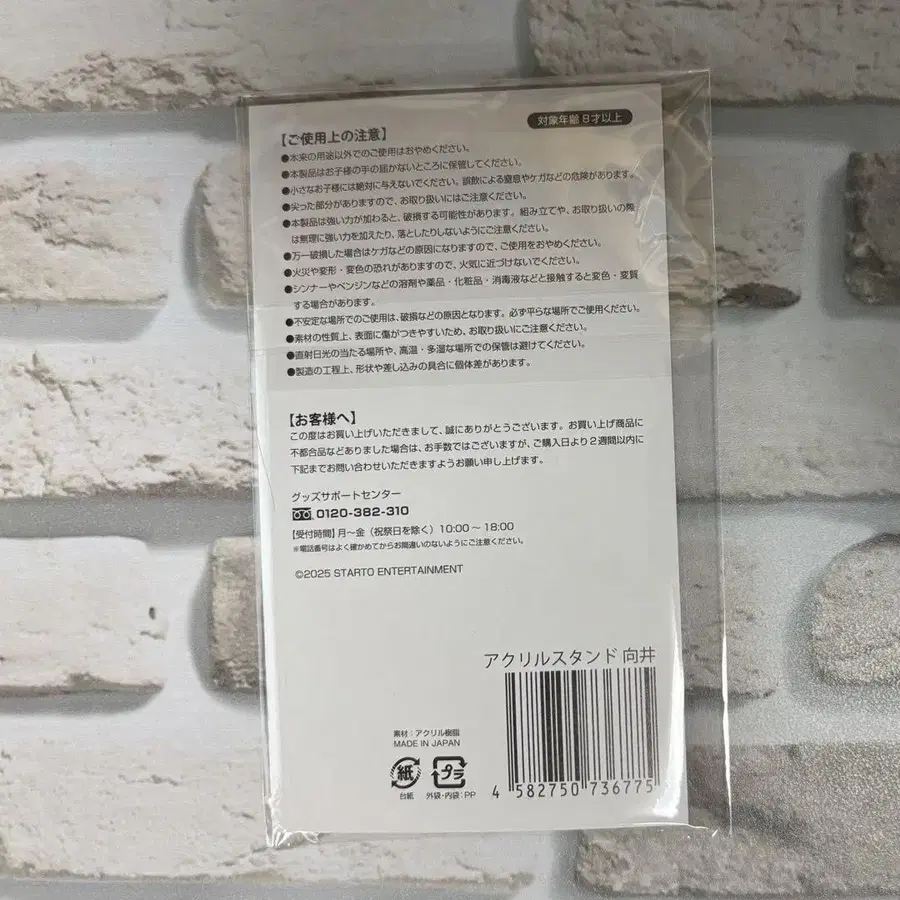 対象年齢 8才以上
【ご使用上の注意】
●本来の用途以外でのご使用はおやめください。
●本製品はお子様の手の届かないところに保管してください。
●小さなお子様には絶対に与えないでください。誤飲による窒息やケガなどの危険があります。
●尖った部分がありますので、お取り扱いにはご注意ください。
●本製品は強い力が加わると、破損する可能性があります。組み立てや、お取り扱いの際
は無理に強い力を加えたり、落としたりしないようにご注意ください。
●万一破損した場合はケガなどの原因になりますので、ご使用をおやめください。
●火災や変形・変色の恐れがありますので、火気に近づけないでください。
●シンナーやベンジンなどの溶剤や薬品・化粧品・消毒液などと接触すると変色・変質
する場合があります。
●不安定な場所でのご使用は、破損などの原因となります。必ず平らな場所でご使用ください。
●素材の性質上、表面に傷がつきやすいため、お取り扱いにご注意ください。
●直射日光の当たる場所や、高温・多湿な場所での保管は避けてください。
●製造の工程上、形状や差し込みの具合に個体差があります。
【お客様へ】
この度はお買い上げいただきまして、誠にありがとうございます。お買い上げ商品に
不都合品などありました場合は、お手数ではございますが、ご購入日より2週間以内に
下記までお問い合わせいただきますようお願い申し上げます。
グッズサポートセンター
0120-382-310
【受付時間】月〜金（祝祭日を除く）10:00〜18:00
※電話番号はよく確かめてからお間違いのないようにご注意ください。
©2025 STARTO ENTERTAINMENT
アクリルスタンド 向井
素材：アクリル樹脂
MADE IN JAPAN
紙 プラ
台紙 外袋・内袋：PP
4 582750 736775